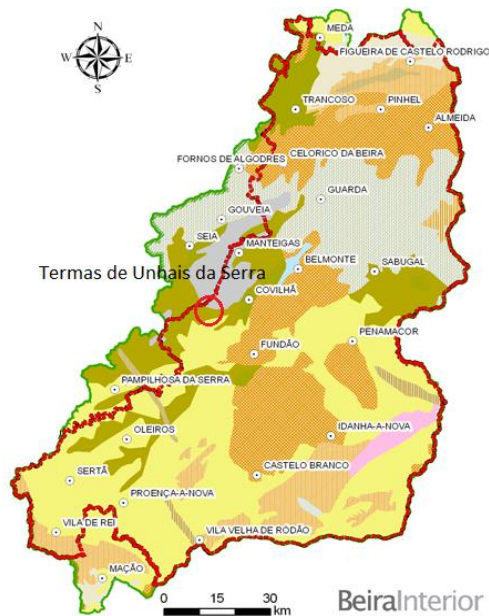 N
W E
S
MEDA
FIGUEIRA DE CASTELO RODRIGO
TRANCOSO
PINHEL
ALMEIDA
CELORICO DA BEIRA
FORNOS DE ALGODRES
GUARDA
GOUVEIA
SEIA
MANTEIGAS
Termas de Unhais da Serra
BELMONTE
SABUGAL
COVILHÃ
PENAMACOR
FUNDÃO
PAMPILHOSA DA SERRA
OLEIROS
IDANHA-A-NOVA
SERTÃ
CASTELO BRANCO
PROENÇA-A-NOVA
VILA DE REI
VILA VELHA DE RÓDÃO
MAÇÃO
0 15 30
km
BeiraInterior